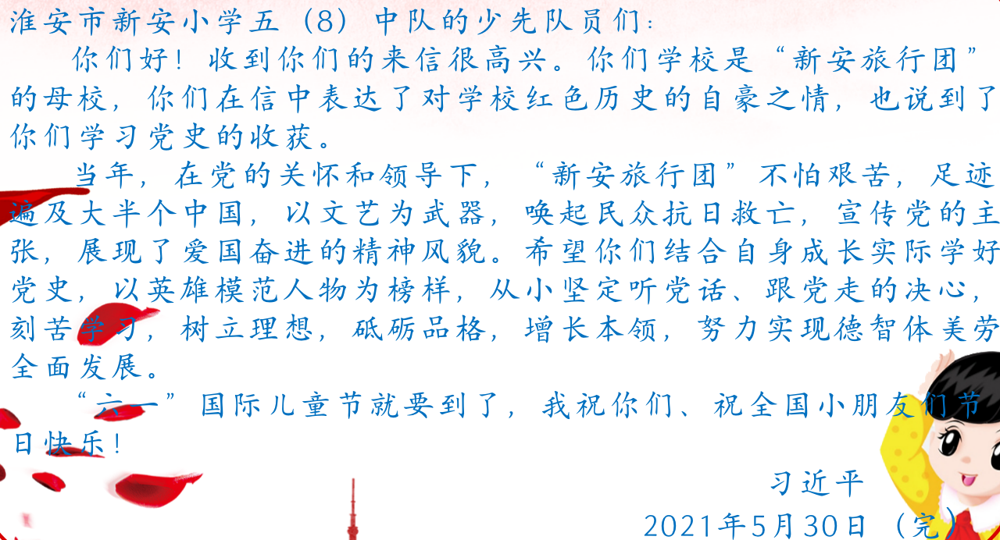 淮安市新安小学五（8）中队的少先队员们：
你们好！收到你们的来信很高兴。你们学校是“新安旅行团”
的母校，你们在信中表达了对学校红色历史的自豪之情，也说到了
你们学习党史的收获。
当年，在党的关怀和领导下，“新安旅行团”不怕艰苦，足迹
遍及大半个中国，以文艺为武器，唤起民众抗日救亡，宣传党的主
张，展现了爱国奋进的精神风貌。希望你们结合自身成长实际学好
党史，以英雄模范人物为榜样，从小坚定听党话、跟党走的决心，
刻苦学习，树立理想，砥砺品格，增长本领，努力实现德智体美劳
全面发展。
“六一”国际儿童节就要到了，我祝你们、祝全国小朋友们节
日快乐！
习近平
2021年5月30日（完）